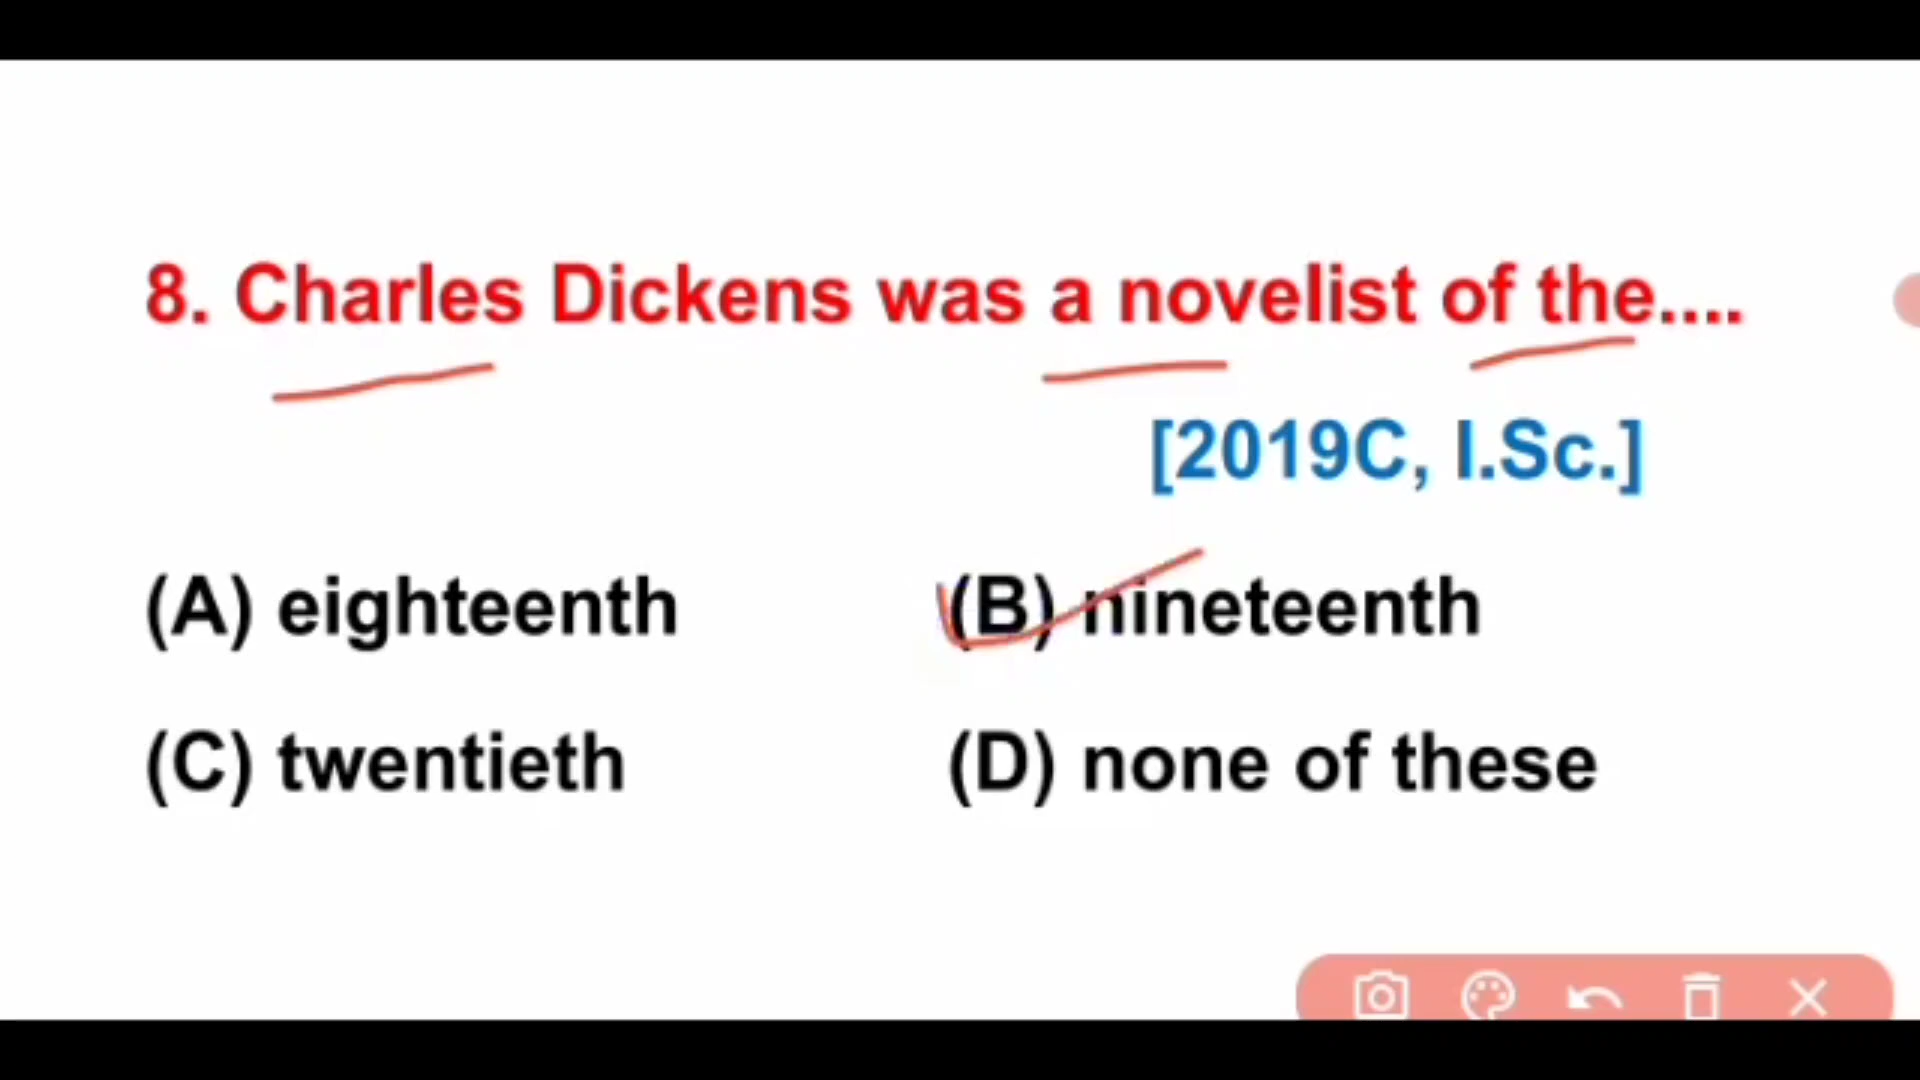 8. Charles Dickens was a novelist of the....
[2019C, I.Sc.]
(A) eighteenth (B) nineteenth
(C) twentieth (D) none of these